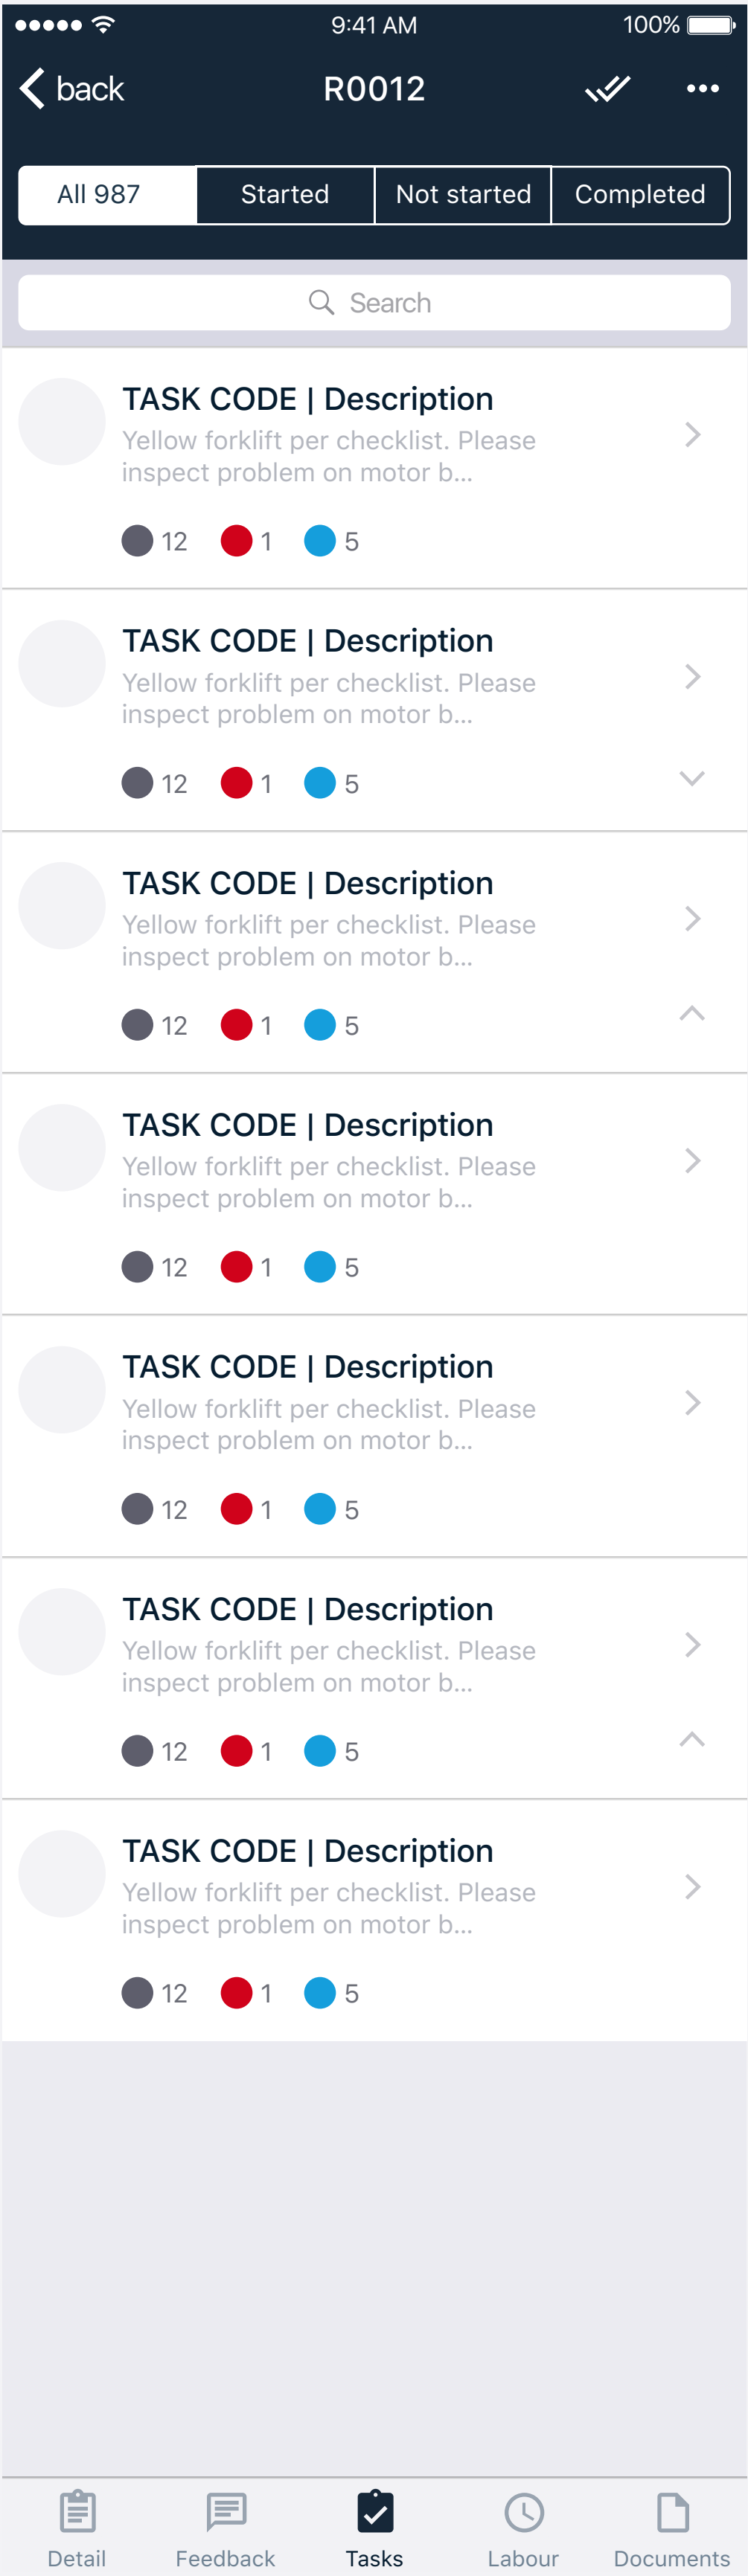 9:41 AM 100%
back R0012
All 987 Started Not started Completed
Search
TASK CODE | Description
Yellow forklift per checklist. Please
inspect problem on motor b...
12 1 5
TASK CODE | Description
Yellow forklift per checklist. Please
inspect problem on motor b...
12 1 5
TASK CODE | Description
Yellow forklift per checklist. Please
inspect problem on motor b...
12 1 5
TASK CODE | Description
Yellow forklift per checklist. Please
inspect problem on motor b...
12 1 5
TASK CODE | Description
Yellow forklift per checklist. Please
inspect problem on motor b...
12 1 5
TASK CODE | Description
Yellow forklift per checklist. Please
inspect problem on motor b...
12 1 5
TASK CODE | Description
Yellow forklift per checklist. Please
inspect problem on motor b...
12 1 5
Detail Feedback Tasks Labour Documents